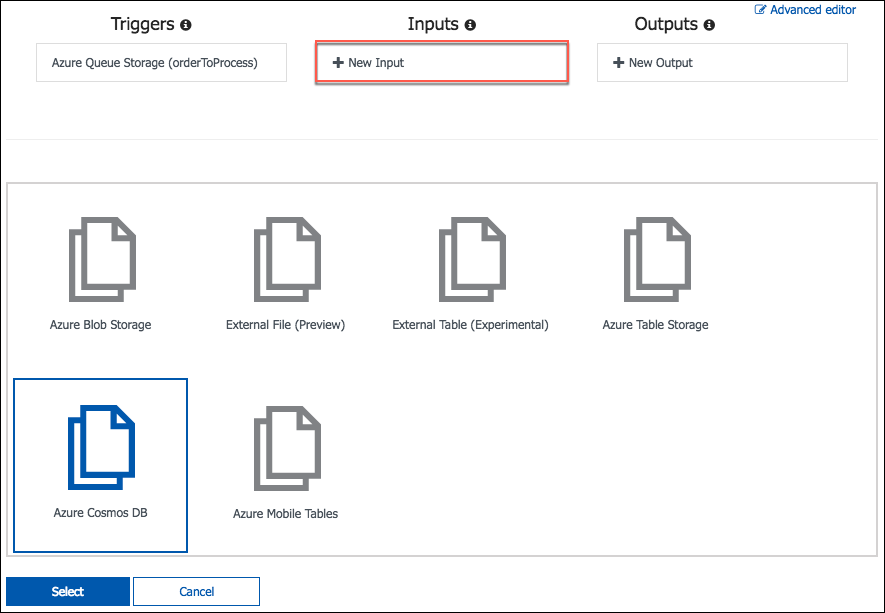 Advanced editor
Triggers
Inputs
Outputs
Azure Queue Storage (orderToProcess)
New Input
New Output
Azure Blob Storage
External File (Preview)
External Table (Experimental)
Azure Table Storage
Azure Cosmos DB
Azure Mobile Tables
Select
Cancel